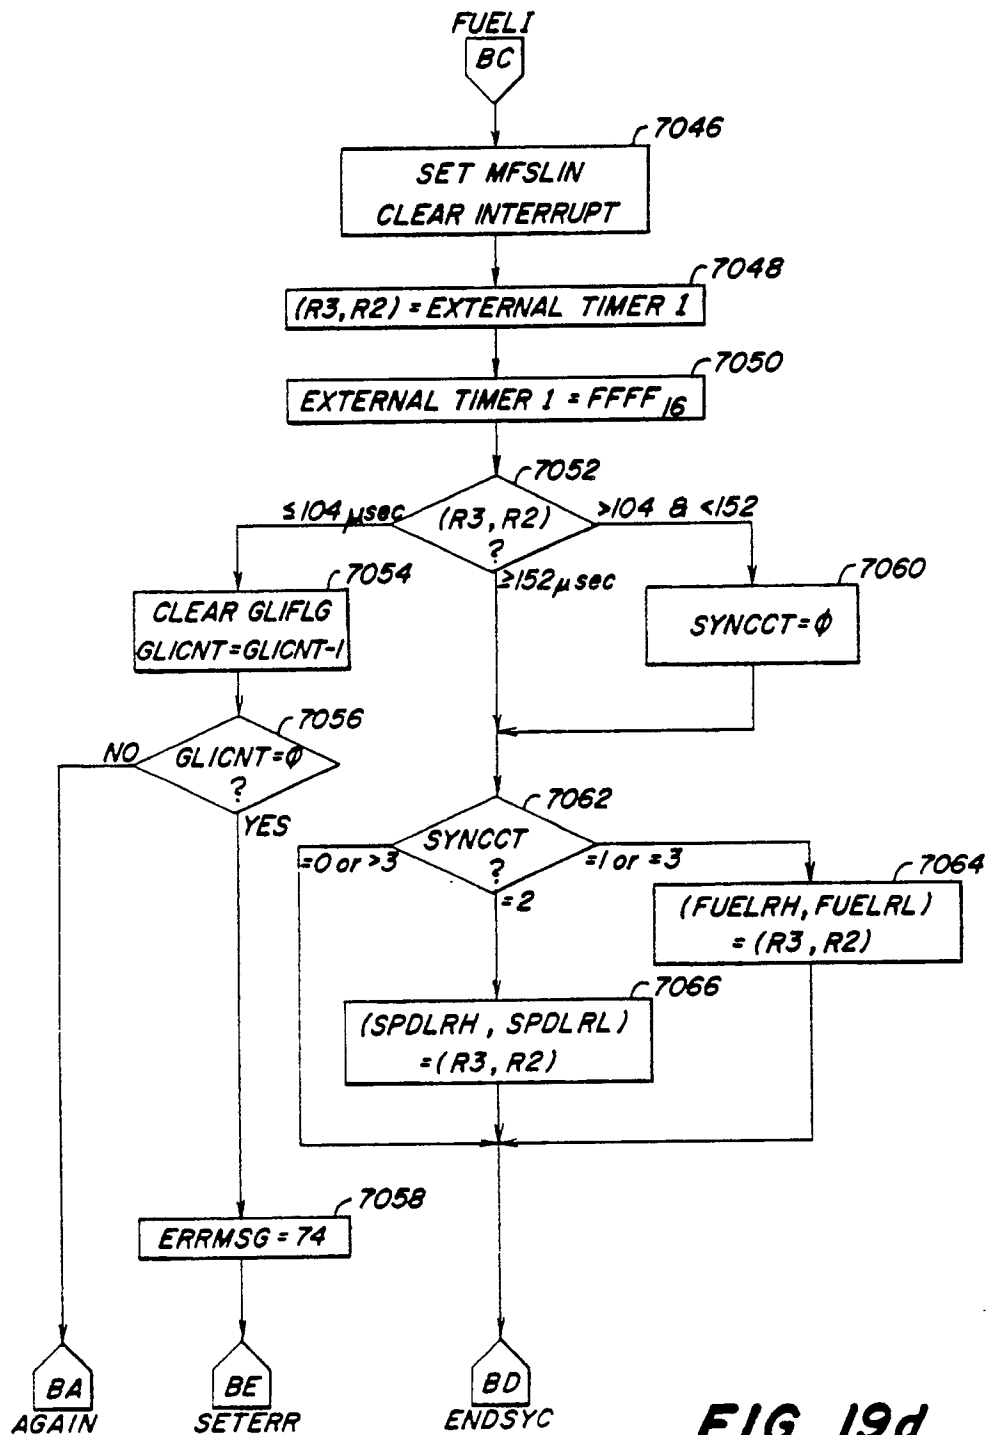 FUELI
BC
7046
SET MFSLIN
CLEAR INTERRUPT
7048
(R3,R2) = EXTERNAL TIMER 1
7050
EXTERNAL TIMER 1 = FFFF16
7052
≤104 μsec
(R3,R2)
?
>104 & <152
≥152 μsec
7054
CLEAR GLIFLG
GLICNT=GLICNT-1
7060
SYNCCT=ϕ
7056
NO
GLICNT=ϕ
?
YES
7062
SYNCCT
?
=0 or >3
=1 or =3
=2
7064
(FUELRH, FUELRL)
= (R3, R2)
7066
(SPDLRH, SPDLRL)
=(R3, R2)
7058
ERRMSG = 74
BA
AGAIN
BE
SETERR
BD
ENDSYC
FIG 19d